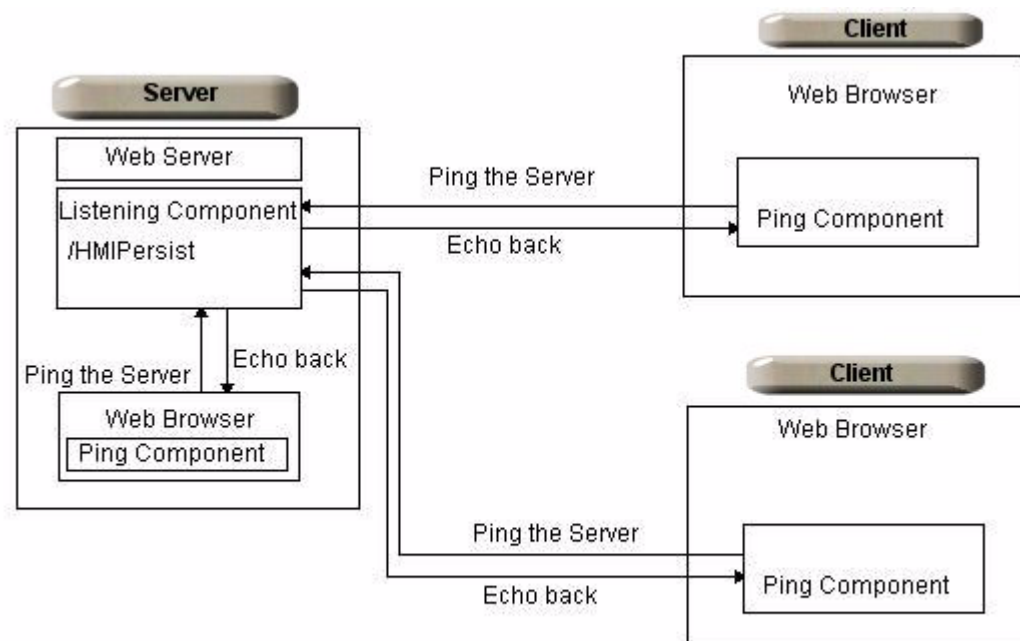 Server
Web Server
Listening Component
/HMIPersist
Ping the Server
Echo back
Web Browser
Ping Component
Client
Web Browser
Ping the Server
Echo back
Ping Component
Client
Web Browser
Ping the Server
Echo back
Ping Component